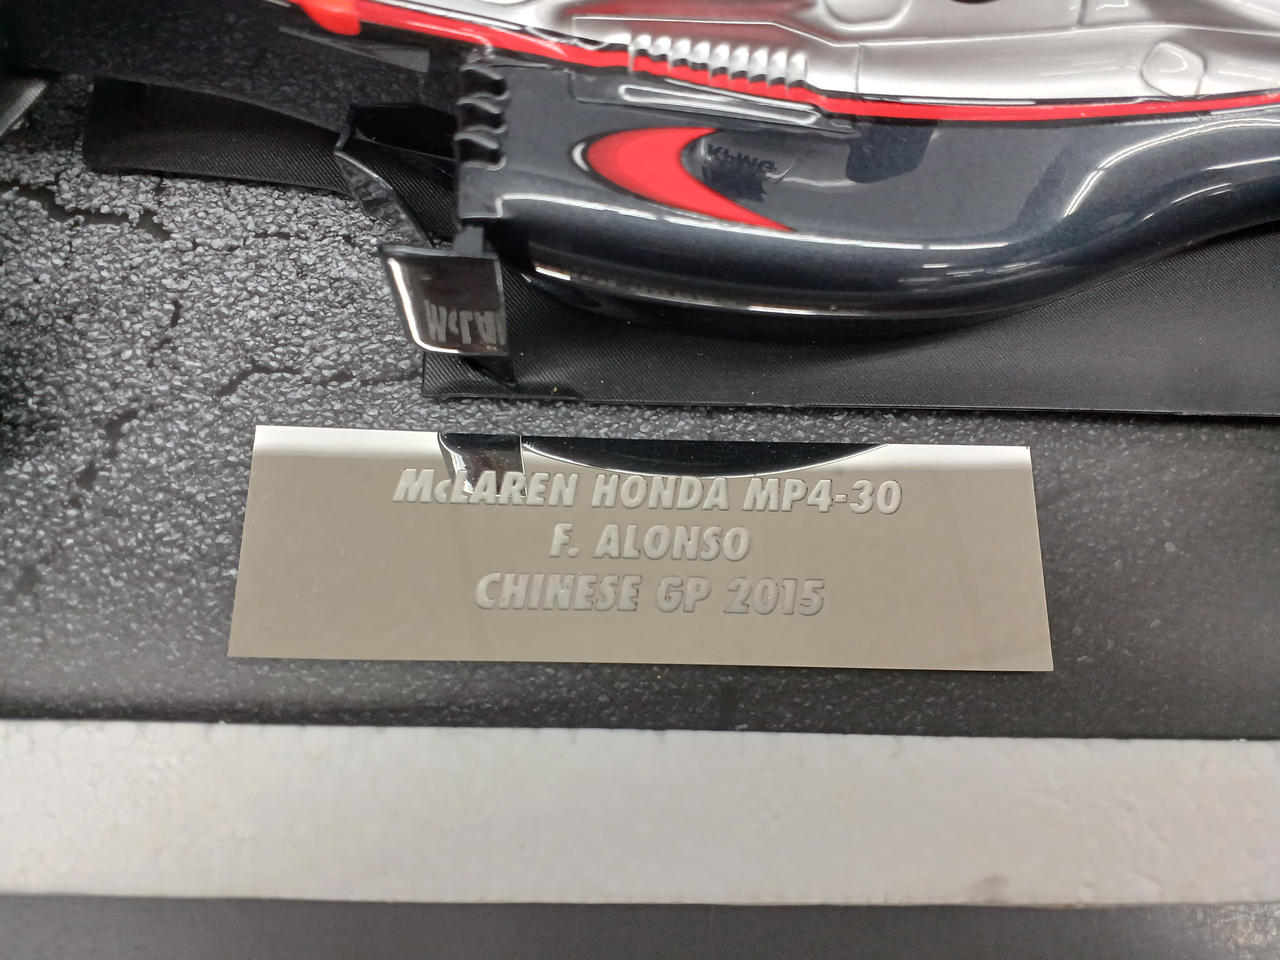 McLAREN HONDA MP4-30
F. ALONSO
CHINESE GP 2015